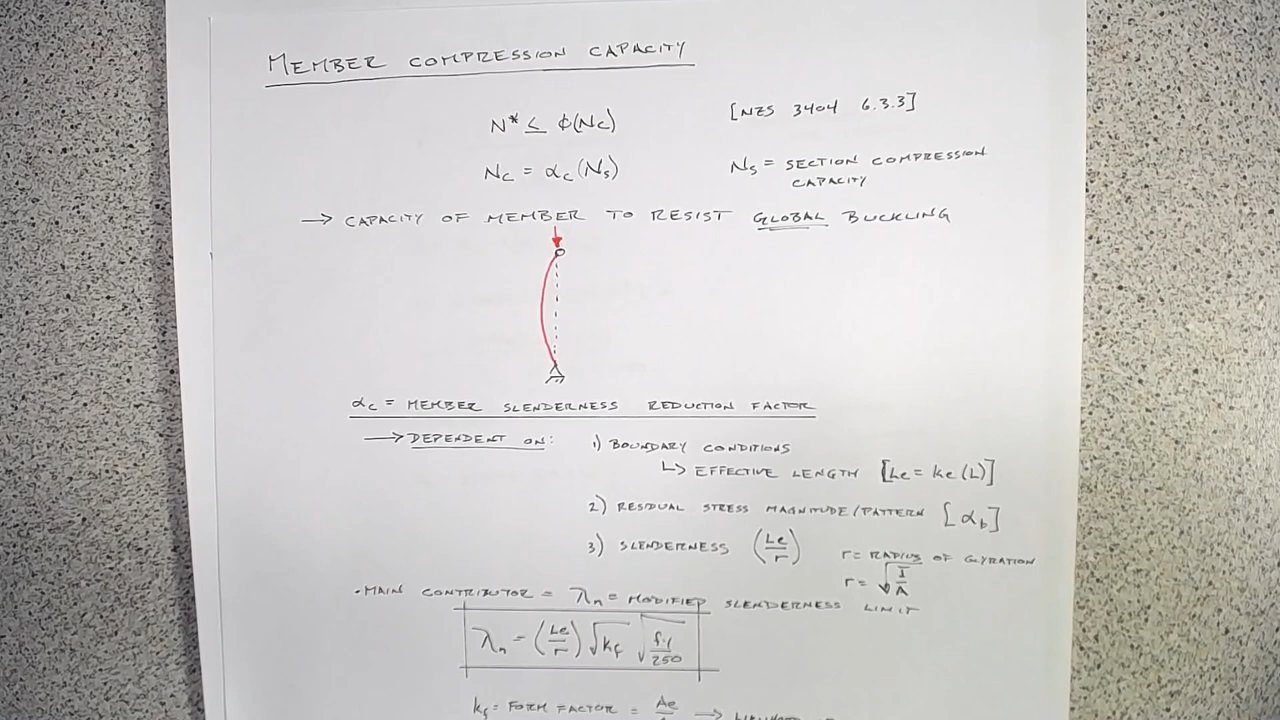 MEMBER COMPRESSION CAPACITY
N* ≤ φ(Nc) [NZS 3404 6.3.3]
Nc = αc(Ns) Ns = SECTION COMPRESSION
CAPACITY
→ CAPACITY OF MEMBER TO RESIST GLOBAL BUCKLING
αc = MEMBER SLENDERNESS REDUCTION FACTOR
→ DEPENDENT ON: 1) BOUNDARY CONDITIONS
↳ EFFECTIVE LENGTH [Le = ke(L)]
2) RESIDUAL STRESS MAGNITUDE/PATTERN [αb]
3) SLENDERNESS (Le/r) r = RADIUS OF GYRATION
r = √(I/A)
• MAIN CONTRIBUTOR = λn = MODIFIED SLENDERNESS LIMIT
λn = (Le/r) √kf √(fy/250)
kf = FORM FACTOR = Ae →